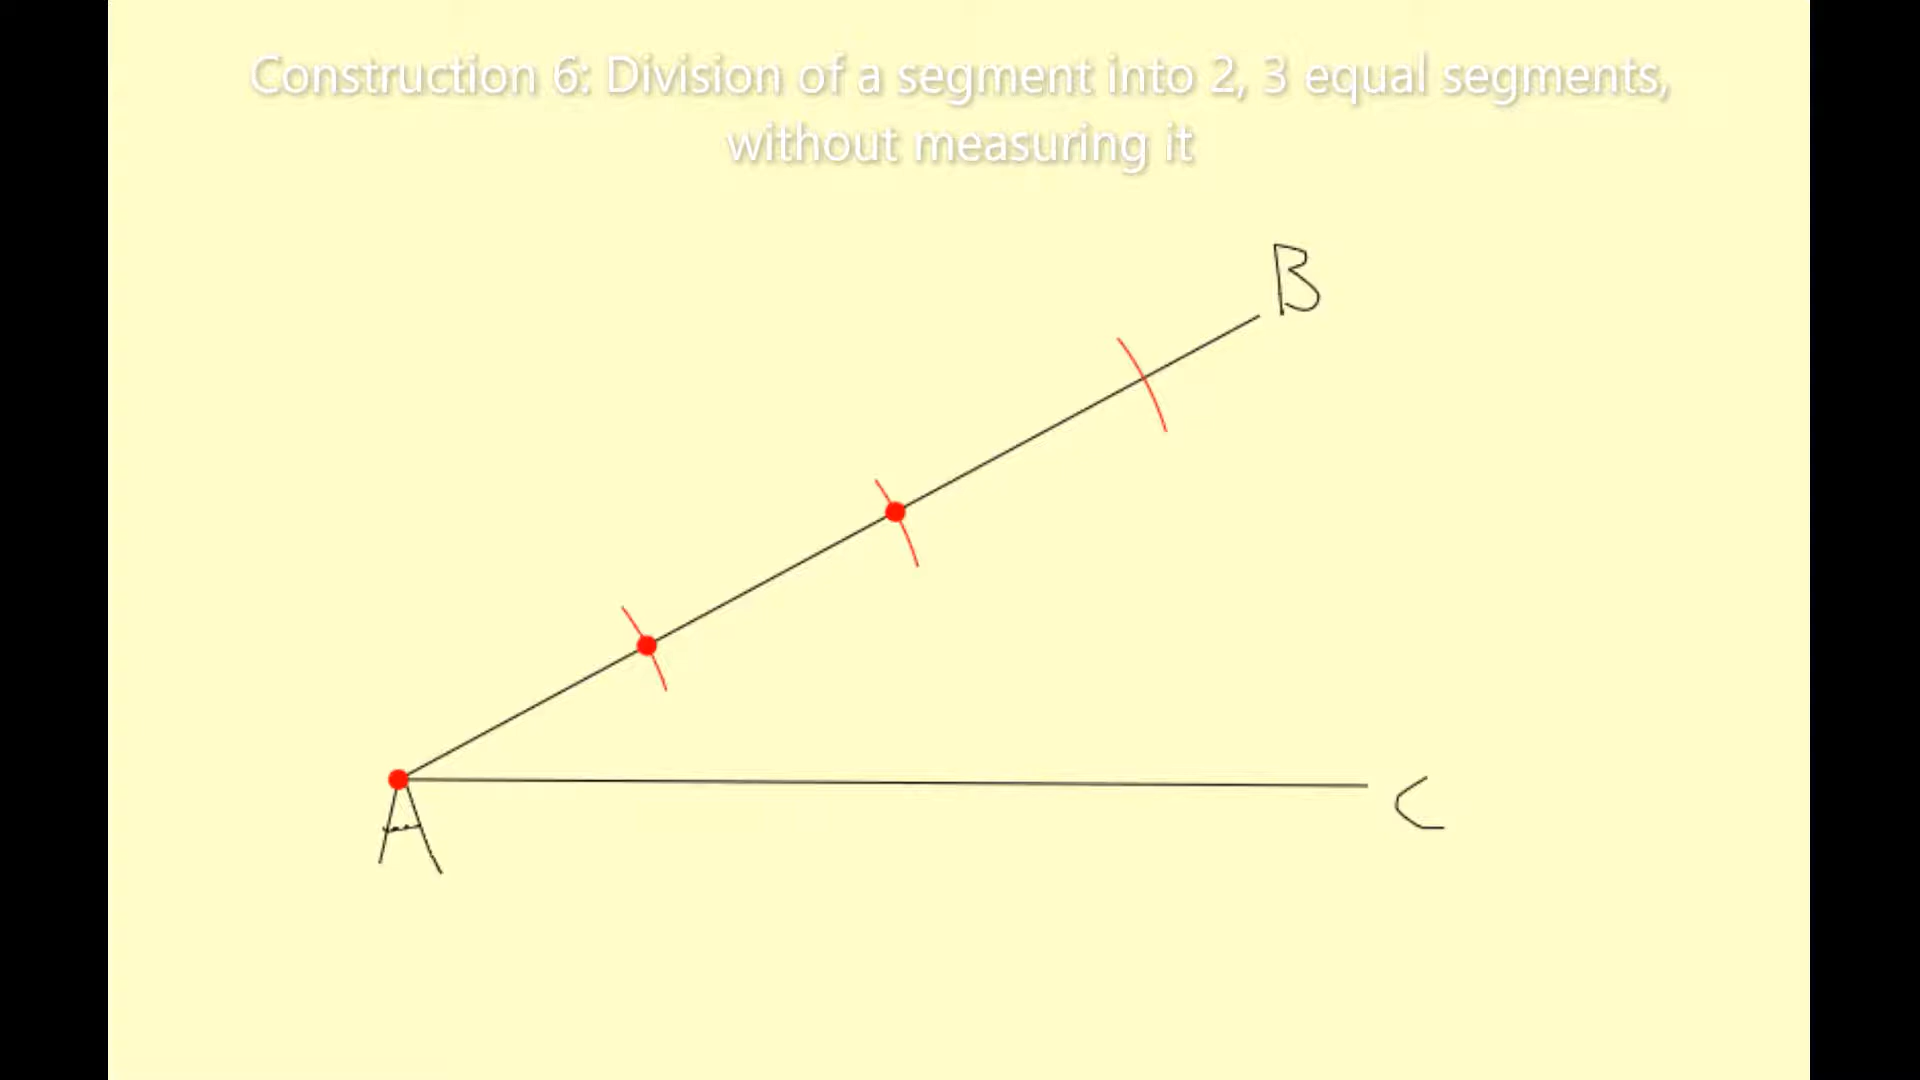 Construction 6: Division of a segment into 2, 3 equal segments,
without measuring it
B
A
C